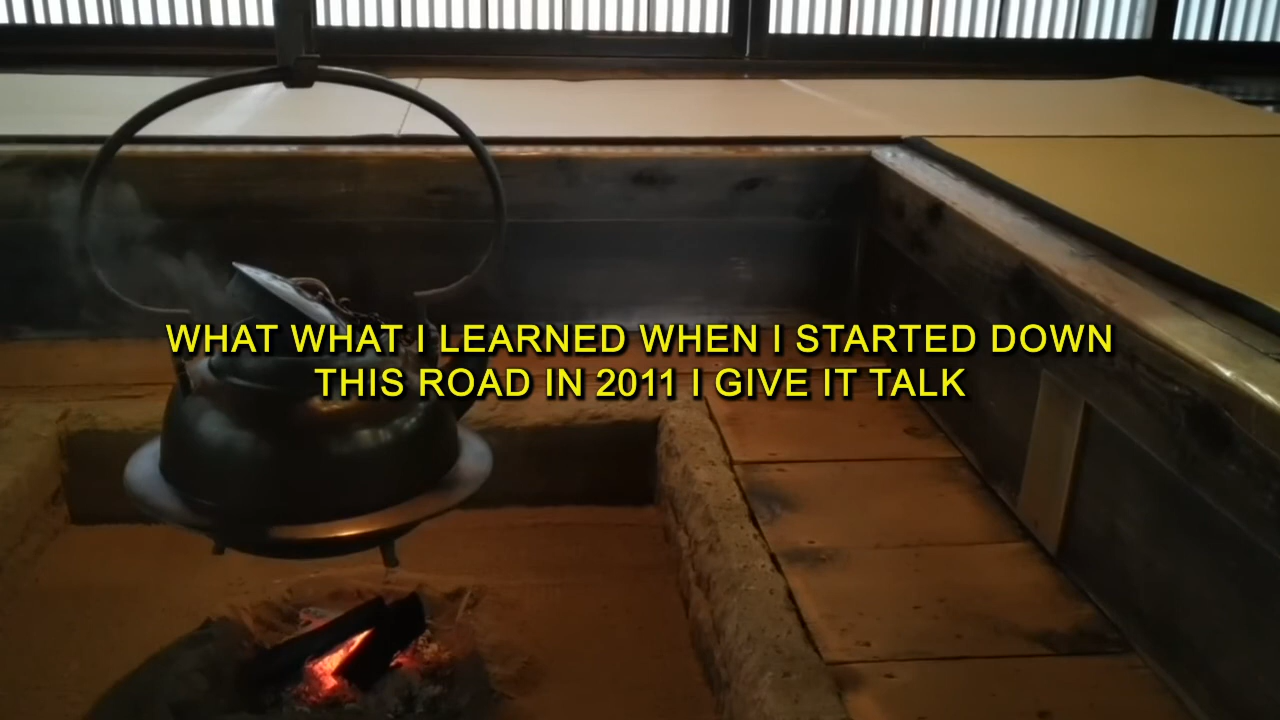 WHAT WHAT I LEARNED WHEN I STARTED DOWN
THIS ROAD IN 2011 I GIVE IT TALK